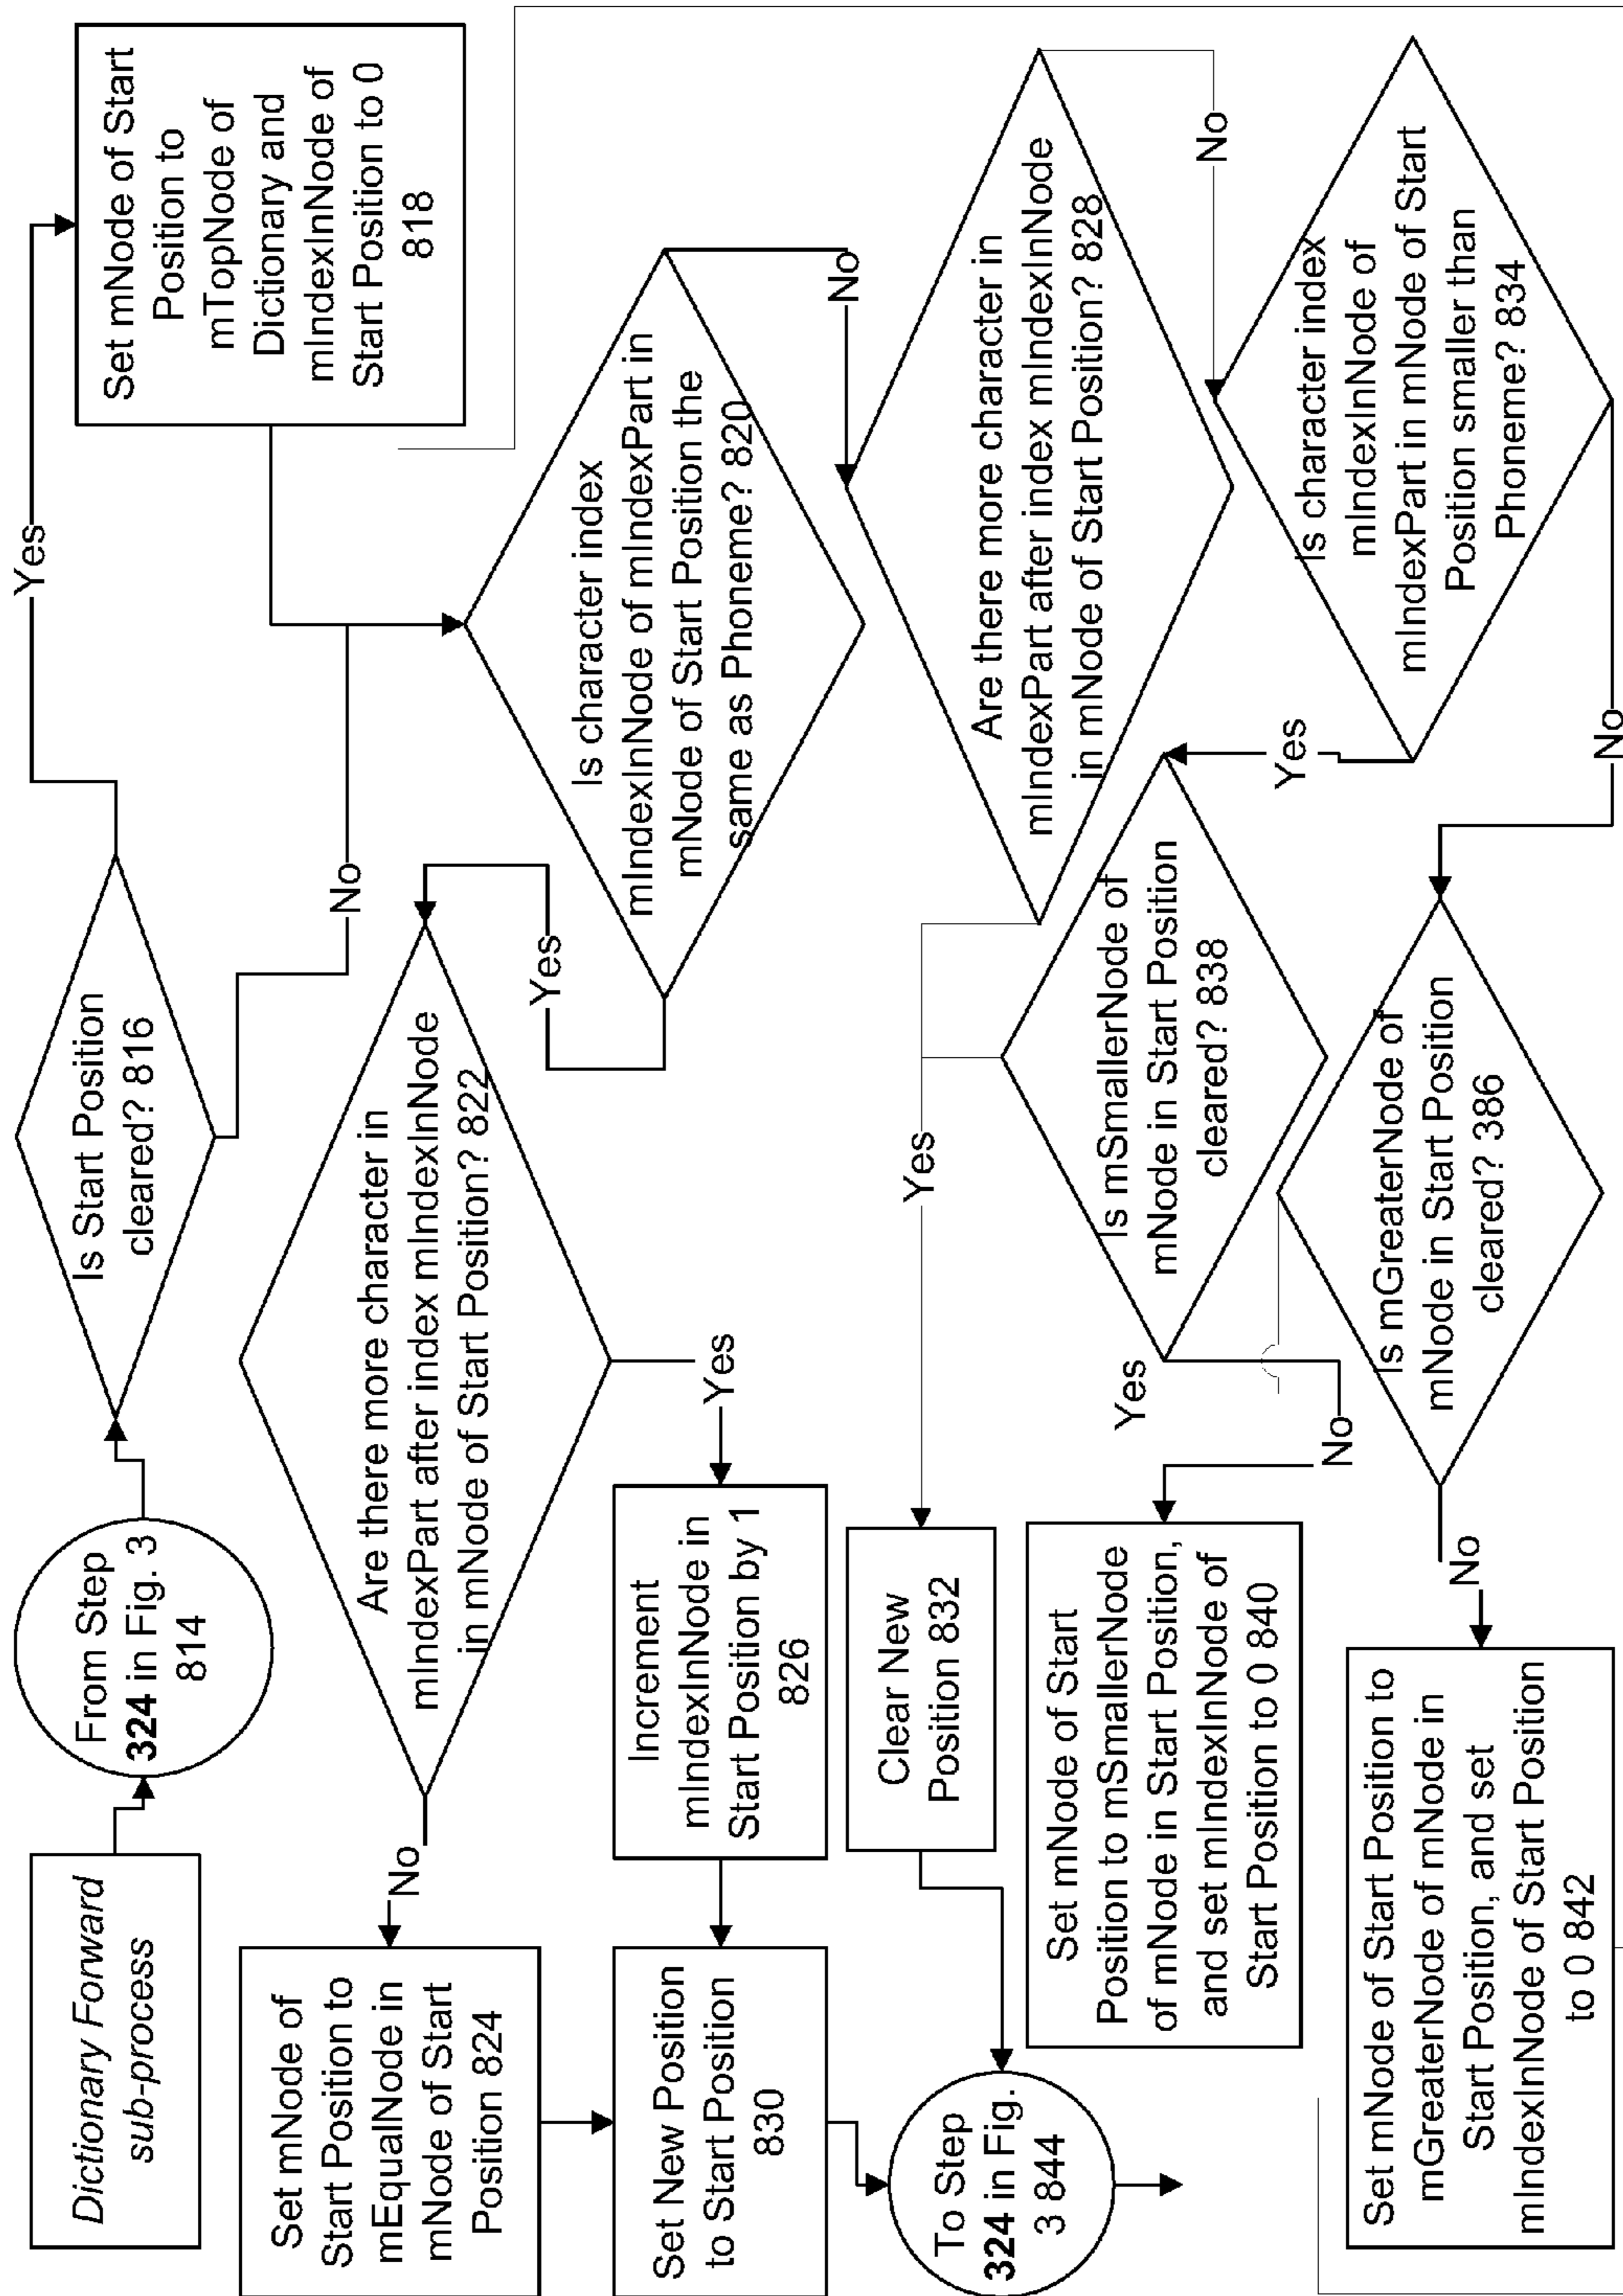 Dictionary Forward
sub-process
From Step
324 in Fig. 3
814
Is Start Position
cleared? 816
Yes
No
Set mNode of Start
Position to
mTopNode of
Dictionary and
mIndexInNode of
Start Position to 0
818
Is character index
mIndexInNode of mIndexPart in
mNode of Start Position the
same as Phoneme? 820
Yes
No
Are there more character in
mIndexPart after index mIndexInNode
in mNode of Start Position? 822
No
Yes
Set mNode of
Start Position to
mEqualNode in
mNode of Start
Position 824
Increment
mIndexInNode in
Start Position by 1
826
Set New Position
to Start Position
830
Are there more character in
mIndexPart after index mIndexInNode
in mNode of Start Position? 828
Yes
No
Clear New
Position 832
To Step
324 in Fig.
3 844
Is character index
mIndexInNode of
mIndexPart in mNode of Start
Position smaller than
Phoneme? 834
Yes
No
Is mSmallerNode of
mNode in Start Position
cleared? 838
Yes
No
Set mNode of Start
Position to mSmallerNode
of mNode in Start Position,
and set mIndexInNode of
Start Position to 0 840
Is mGreaterNode of
mNode in Start Position
cleared? 386
No
Set mNode of Start Position to
mGreaterNode of mNode in
Start Position, and set
mIndexInNode of Start Position
to 0 842